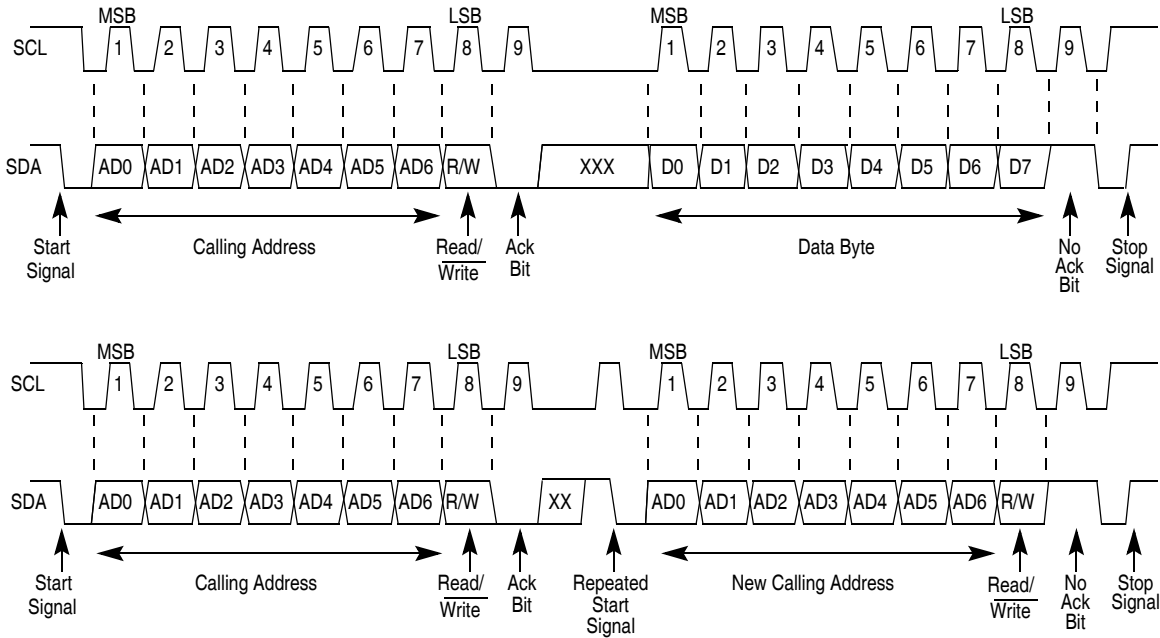 MSB LSB MSB LSB
SCL 1 2 3 4 5 6 7 8 9 1 2 3 4 5 6 7 8 9
SDA AD0 AD1 AD2 AD3 AD4 AD5 AD6 R/W XXX D0 D1 D2 D3 D4 D5 D6 D7
Start Signal
Calling Address
Read/
Write
Ack
Bit
Data Byte
No
Ack
Bit
Stop
Signal
MSB LSB MSB LSB
SCL 1 2 3 4 5 6 7 8 9 1 2 3 4 5 6 7 8 9
SDA AD0 AD1 AD2 AD3 AD4 AD5 AD6 R/W XX AD0 AD1 AD2 AD3 AD4 AD5 AD6 R/W
Start
Signal
Calling Address
Read/
Write
Ack
Bit
Repeated
Start
Signal
New Calling Address
Read/
Write
No
Ack
Bit
Stop
Signal